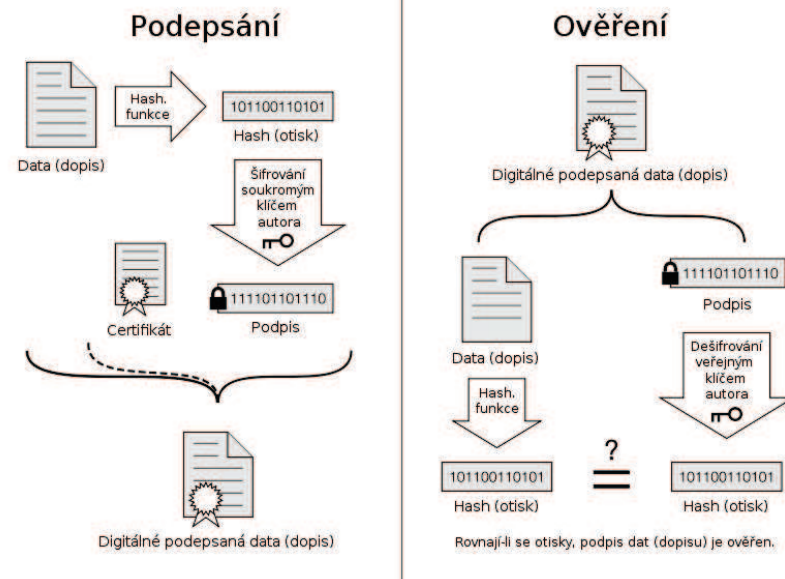 Podepsání
Hash.
funkce
101100110101
Hash (otisk)
Data (dopis)
Šifrování
soukromým
klíčem
autora
Certifikát
111101101110
Podpis
Digitálné podepsaná data (dopis)
Ověření
Digitálné podepsaná data (dopis)
Data (dopis)
111101101110
Podpis
Hash.
funkce
Dešifrování
veřejným
klíčem
autora
101100110101
Hash (otisk)
?
=
101100110101
Hash (otisk)
Rovnají-li se otisky, podpis dat (dopisu) je ověřen.